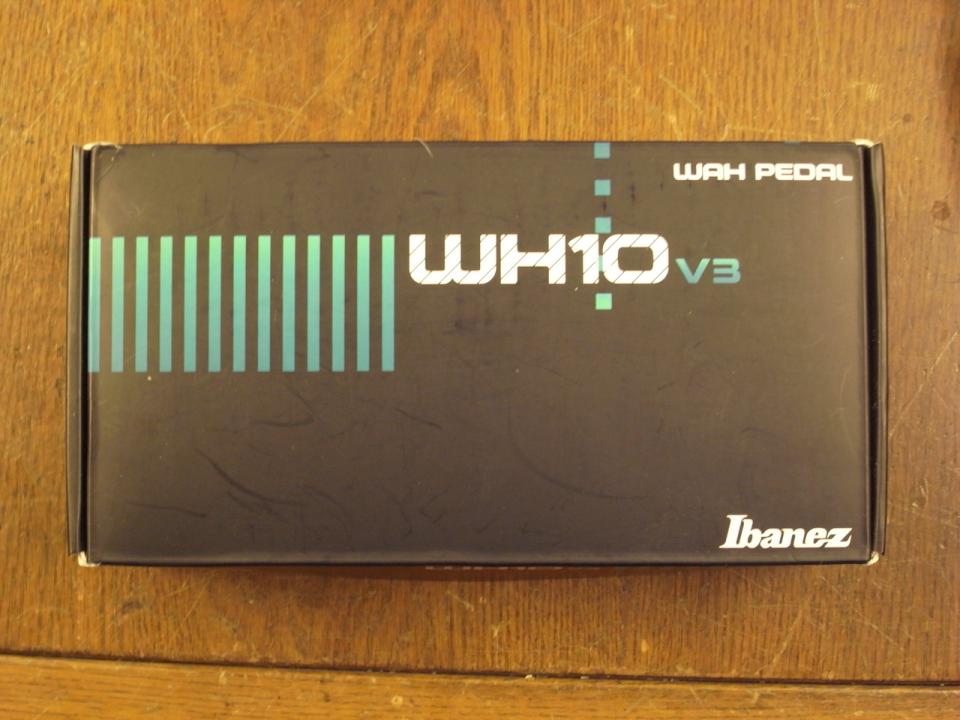 WAH PEDAL
WH10 V3
Ibanez